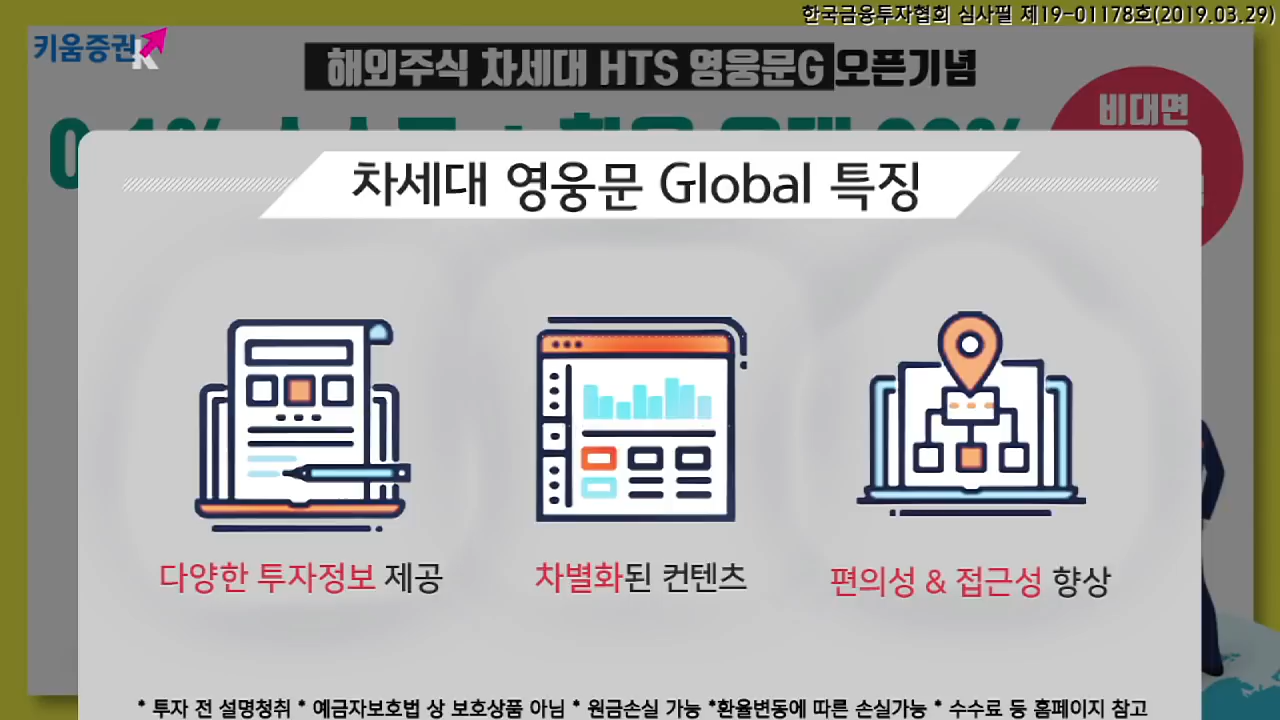 한국금융투자협회 심사필 제19-01178호(2019.03.29)
키움증권
해외주식 차세대 HTS 영웅문G 오픈기념
비대면
차세대 영웅문 Global 특징
다양한 투자정보 제공
차별화된 컨텐츠
편의성 & 접근성 향상
* 투자 전 설명청취 * 예금자보호법 상 보호상품 아님 * 원금손실 가능 *환율변동에 따른 손실가능 * 수수료 등 홈페이지 참고